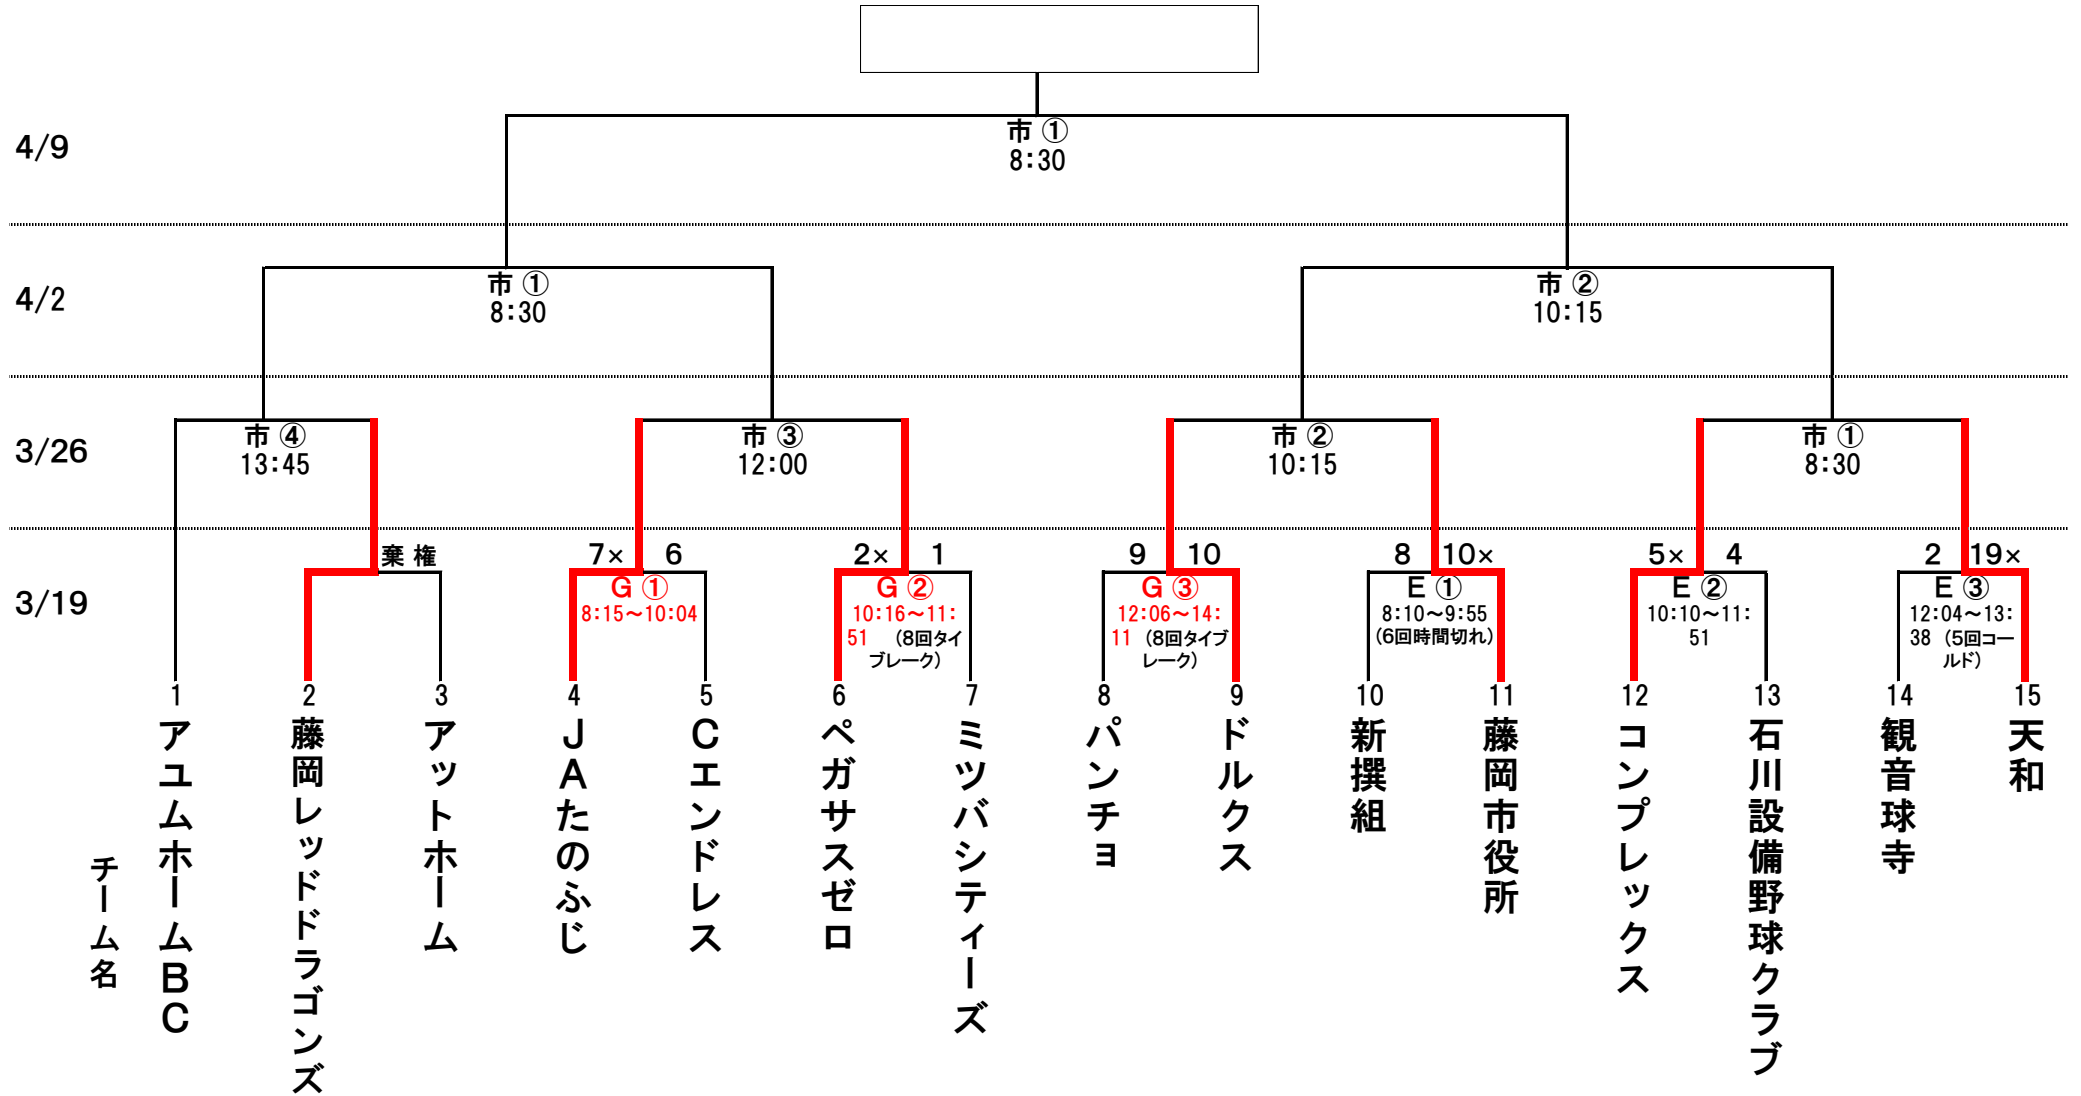 4/9
市 ①
8:30
4/2
市 ①
8:30
市 ②
10:15
3/26
市 ④
13:45
市 ③
12:00
市 ②
10:15
市 ①
8:30
3/19
棄 権
7× 6
G ①
8:15～10:04
2× 1
G ②
10:16～11:
51 (8回タイ
ブレーク)
9 10
G ③
12:06～14:
11 (8回タイブ
レーク)
8 10×
E ①
8:10～9:55
(6回時間切れ)
5× 4
E ②
10:10～11:
51
2 19×
E ③
12:04～13:
38 (5回コー
ルド)
1 2 3 4 5 6 7 8 9 10 11 12 13 14 15
チーム名
アユムホームBC
藤岡レッドドラゴンズ
アットホーム
JAたのふじ
Cエンドレス
ペガサスゼロ
ミツバシティーズ
パンチョ
ドルクス
新撰組
藤岡市役所
コンプレックス
石川設備野球クラブ
観音球寺
天和